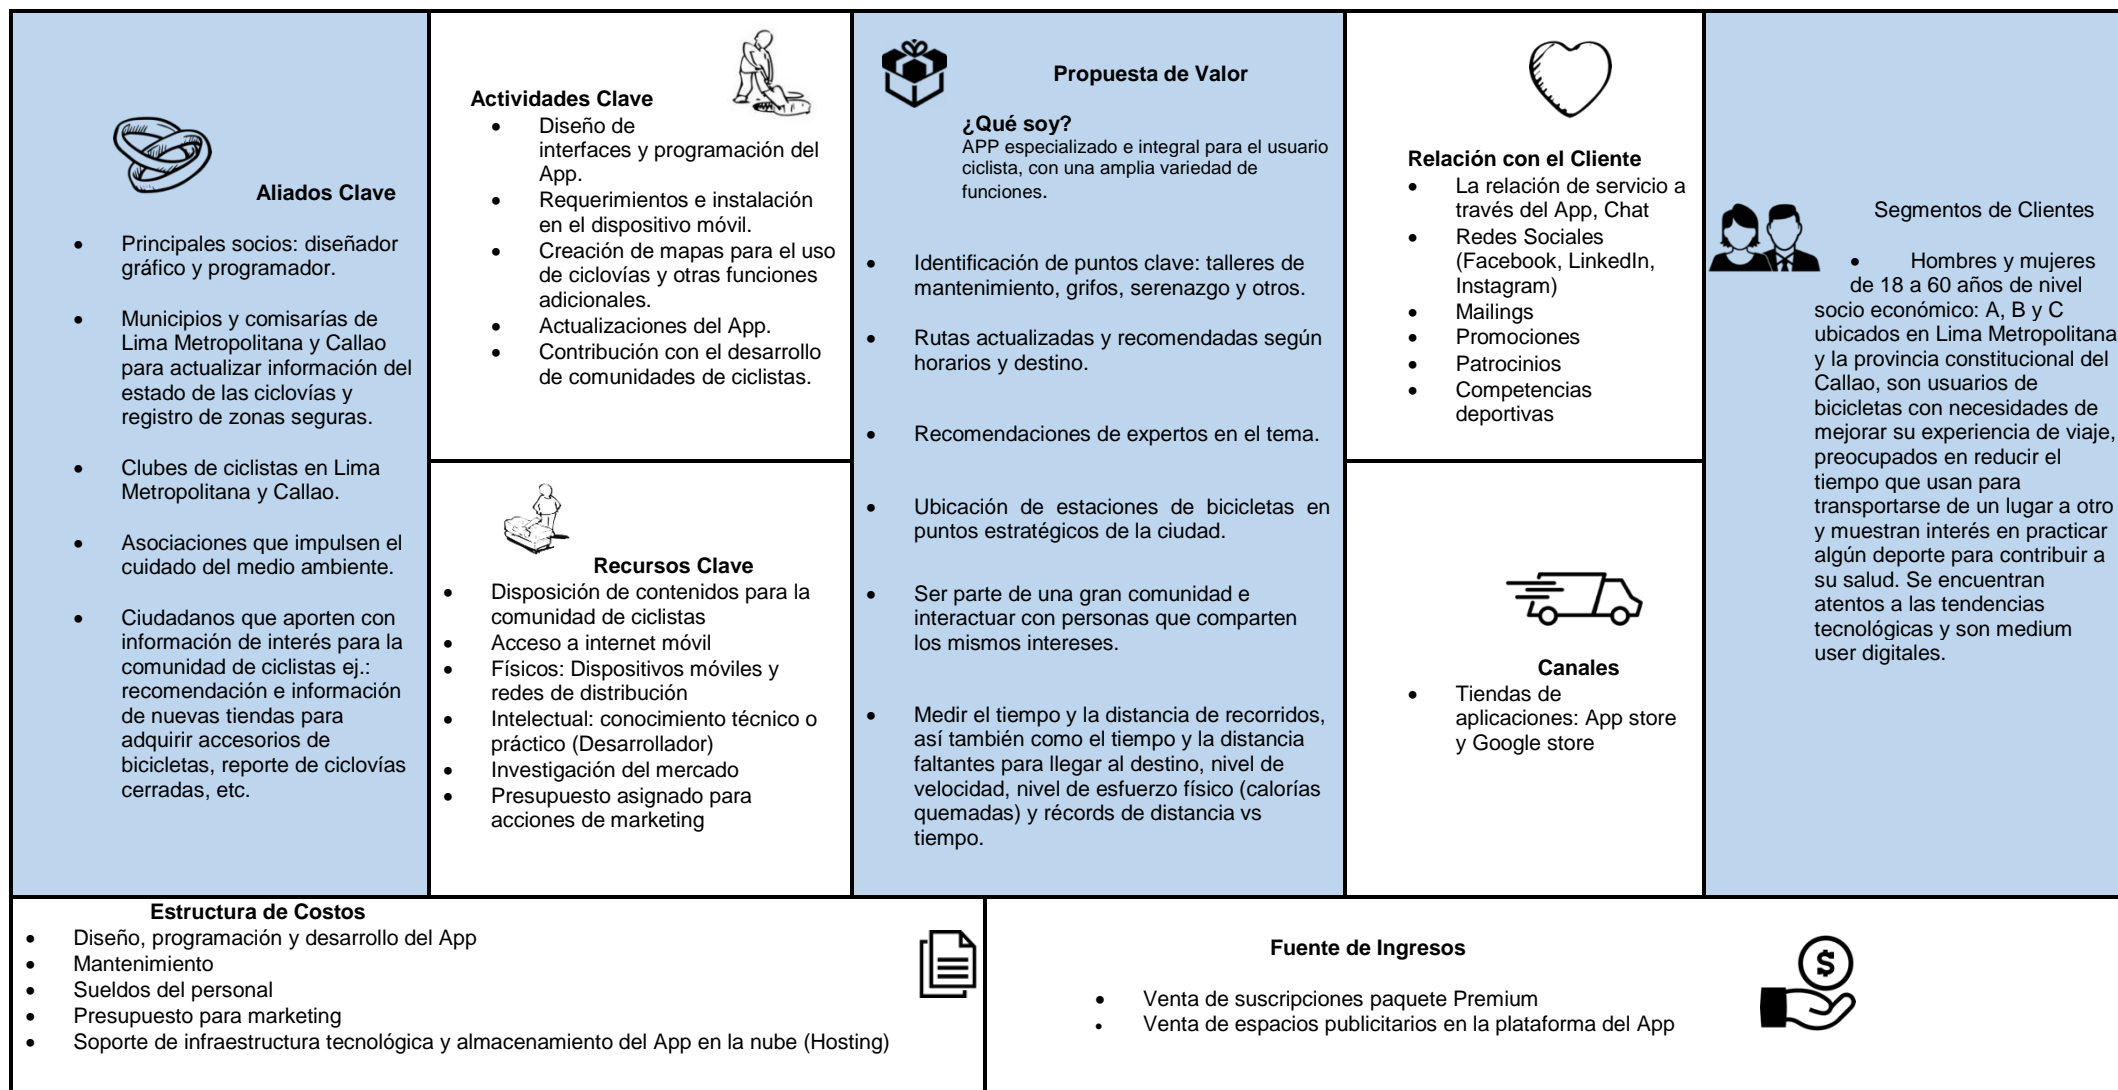 Aliados Clave
• Principales socios: diseñador
gráfico y programador.
• Municipios y comisarías de
Lima Metropolitana y Callao
para actualizar información del
estado de las ciclovías y
registro de zonas seguras.
• Clubes de ciclistas en Lima
Metropolitana y Callao.
• Asociaciones que impulsen el
cuidado del medio ambiente.
• Ciudadanos que aporten con
información de interés para la
comunidad de ciclistas ej.:
recomendación e información
de nuevas tiendas para
adquirir accesorios de
bicicletas, reporte de ciclovías
cerradas, etc.
Actividades Clave
• Diseño de
interfaces y programación del
App.
• Requerimientos e instalación
en el dispositivo móvil.
• Creación de mapas para el uso
de ciclovías y otras funciones
adicionales.
• Actualizaciones del App.
• Contribución con el desarrollo
de comunidades de ciclistas.
Recursos Clave
• Disposición de contenidos para la
comunidad de ciclistas
• Acceso a internet móvil
• Físicos: Dispositivos móviles y
redes de distribución
• Intelectual: conocimiento técnico o
práctico (Desarrollador)
• Investigación del mercado
• Presupuesto asignado para
acciones de marketing
Propuesta de Valor
¿Qué soy?
APP especializado e integral para el usuario
ciclista, con una amplia variedad de
funciones.
• Identificación de puntos clave: talleres de
mantenimiento, grifos, serenazgo y otros.
• Rutas actualizadas y recomendadas según
horarios y destino.
• Recomendaciones de expertos en el tema.
• Ubicación de estaciones de bicicletas en
puntos estratégicos de la ciudad.
• Ser parte de una gran comunidad e
interactuar con personas que comparten
los mismos intereses.
• Medir el tiempo y la distancia de recorridos,
así también como el tiempo y la distancia
faltantes para llegar al destino, nivel de
velocidad, nivel de esfuerzo físico (calorías
quemadas) y récords de distancia vs
tiempo.
Relación con el Cliente
• La relación de servicio a
través del App, Chat
• Redes Sociales
(Facebook, LinkedIn,
Instagram)
• Mailings
• Promociones
• Patrocinios
• Competencias
deportivas
Canales
• Tiendas de
aplicaciones: App store
y Google store
Segmentos de Clientes
• Hombres y mujeres
de 18 a 60 años de nivel
socio económico: A, B y C
ubicados en Lima Metropolitana
y la provincia constitucional del
Callao, son usuarios de
bicicletas con necesidades de
mejorar su experiencia de viaje,
preocupados en reducir el
tiempo que usan para
transportarse de un lugar a otro
y muestran interés en practicar
algún deporte para contribuir a
su salud. Se encuentran
atentos a las tendencias
tecnológicas y son medium
user digitales.
Estructura de Costos
• Diseño, programación y desarrollo del App
• Mantenimiento
• Sueldos del personal
• Presupuesto para marketing
• Soporte de infraestructura tecnológica y almacenamiento del App en la nube (Hosting)
Fuente de Ingresos
• Venta de suscripciones paquete Premium
• Venta de espacios publicitarios en la plataforma del App
$